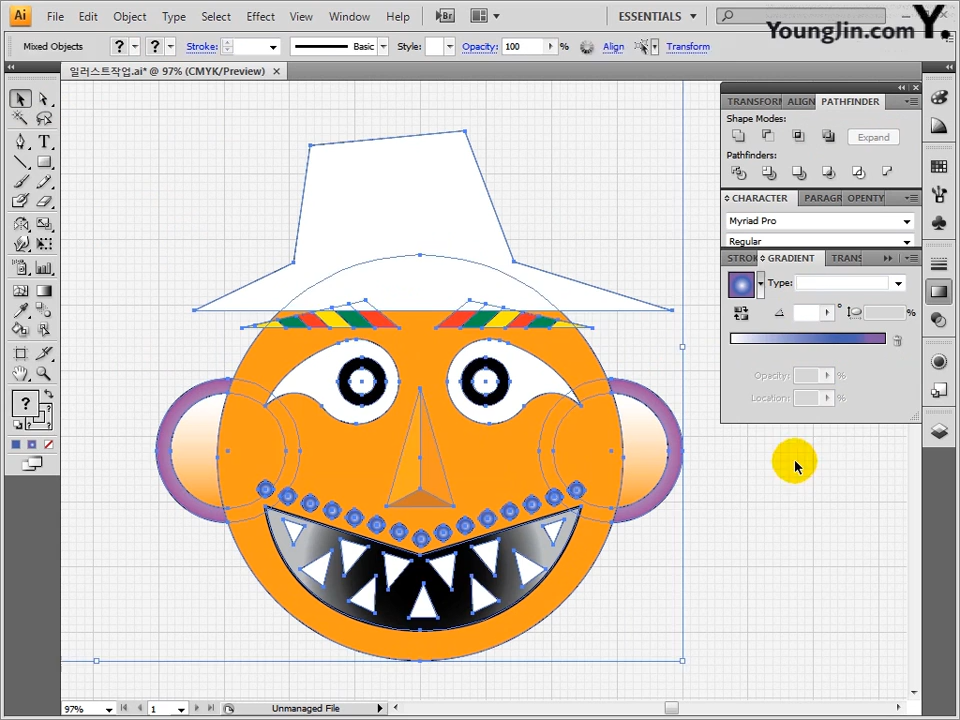 Ai File Edit Object Type Select Effect View Window Help Br ESSENTIALS
YoungJin.com Y.
Mixed Objects ? ? Stroke: Basic Style: Opacity: 100 % Align Transform
일러스트작업.ai* @ 97% (CMYK/Preview)
TRANSFORM ALIGN PATHFINDER
Shape Modes:
Expand
Pathfinders:
CHARACTER PARAGR OPENTY
Myriad Pro
Regular
STROK GRADIENT TRANS
Type:
%
Opacity: %
Location: %
T
?
?
97% 1 Unmanaged File